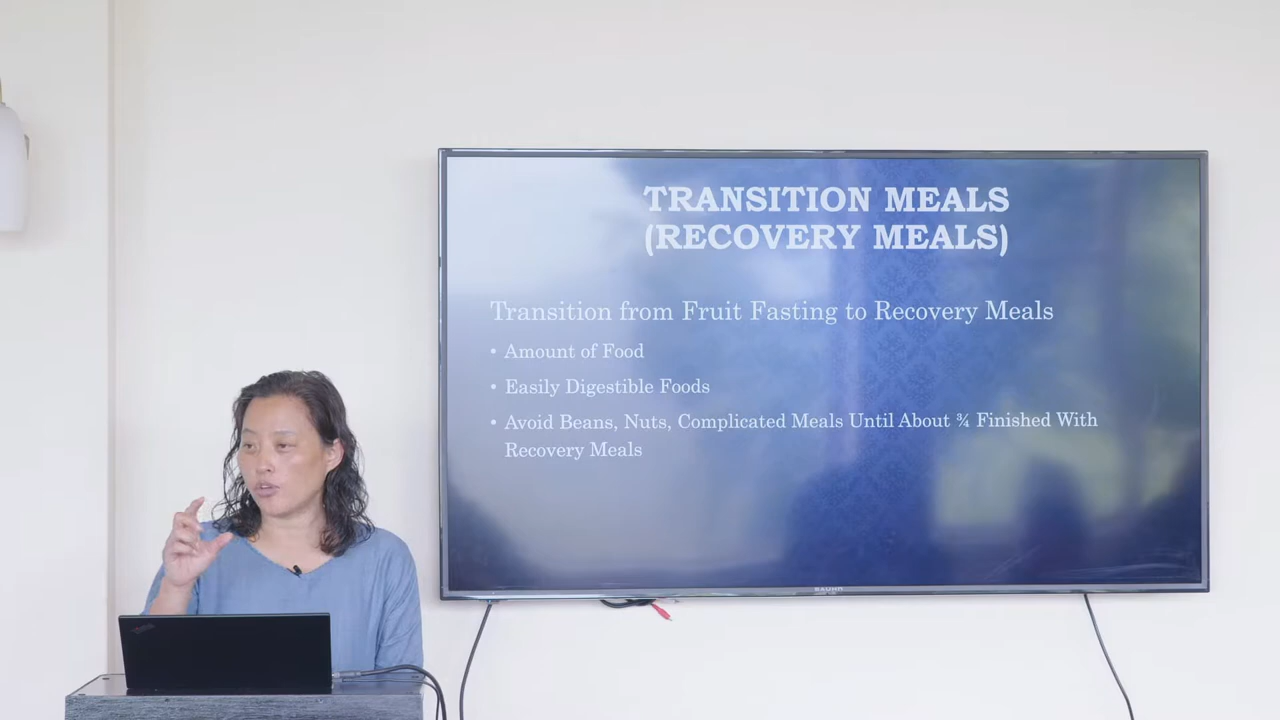 TRANSITION MEALS
(RECOVERY MEALS)
Transition from Fruit Fasting to Recovery Meals
• Amount of Food
• Easily Digestible Foods
• Avoid Beans, Nuts, Complicated Meals Until About ¾ Finished With
Recovery Meals